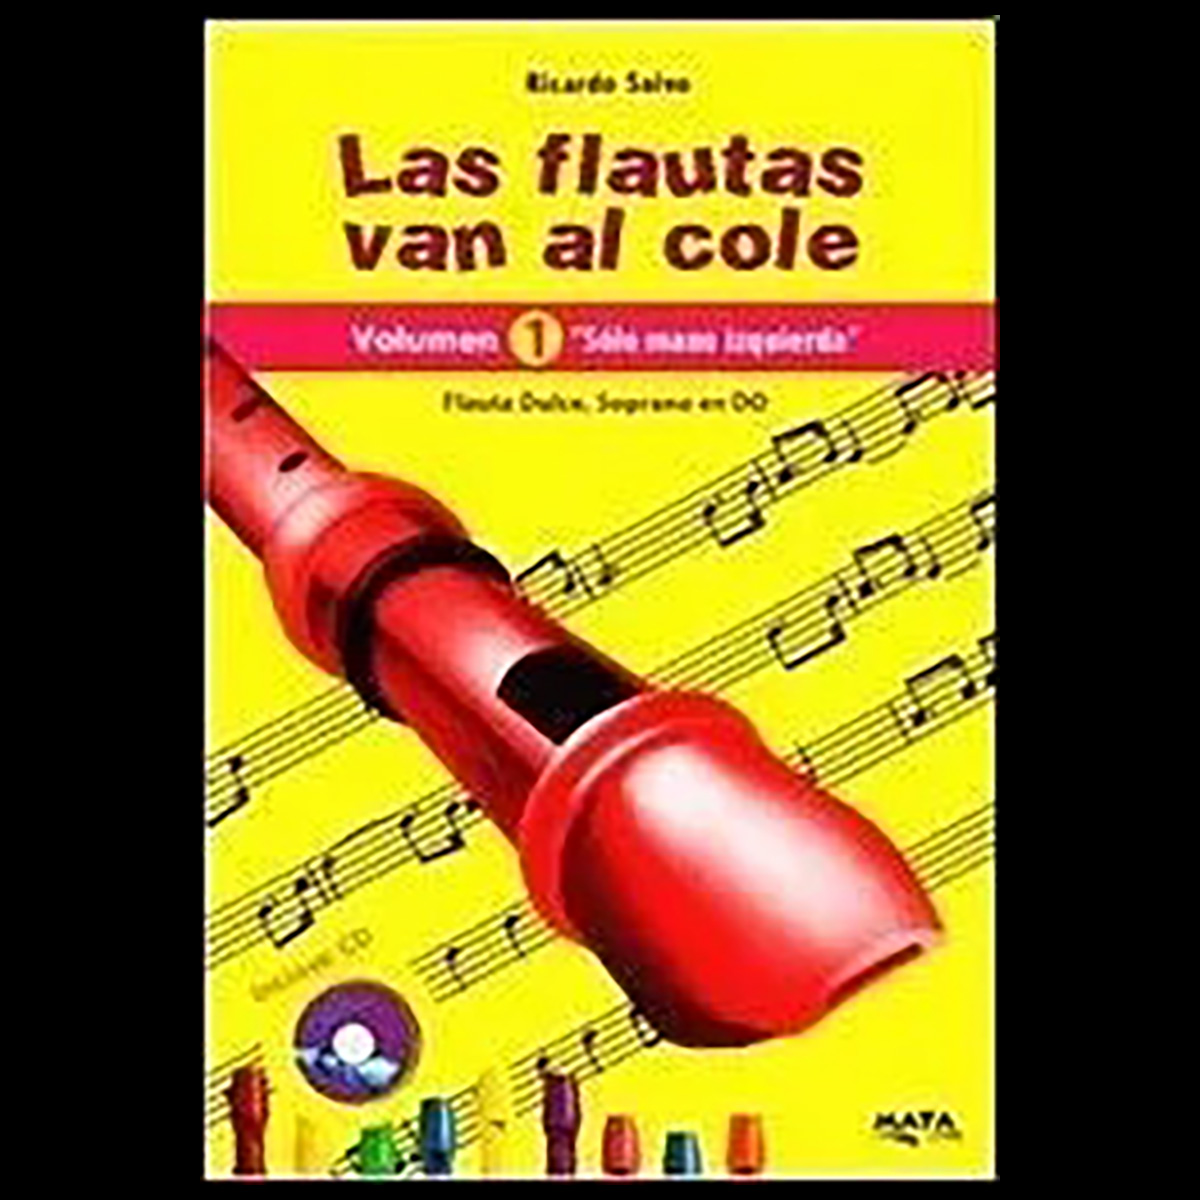 Ricardo Salvo
Las flautas
van al cole
Volumen 1 "Sólo mano izquierda"
Flauta Dulce, Soprano en DO
Incluye CD
MATA